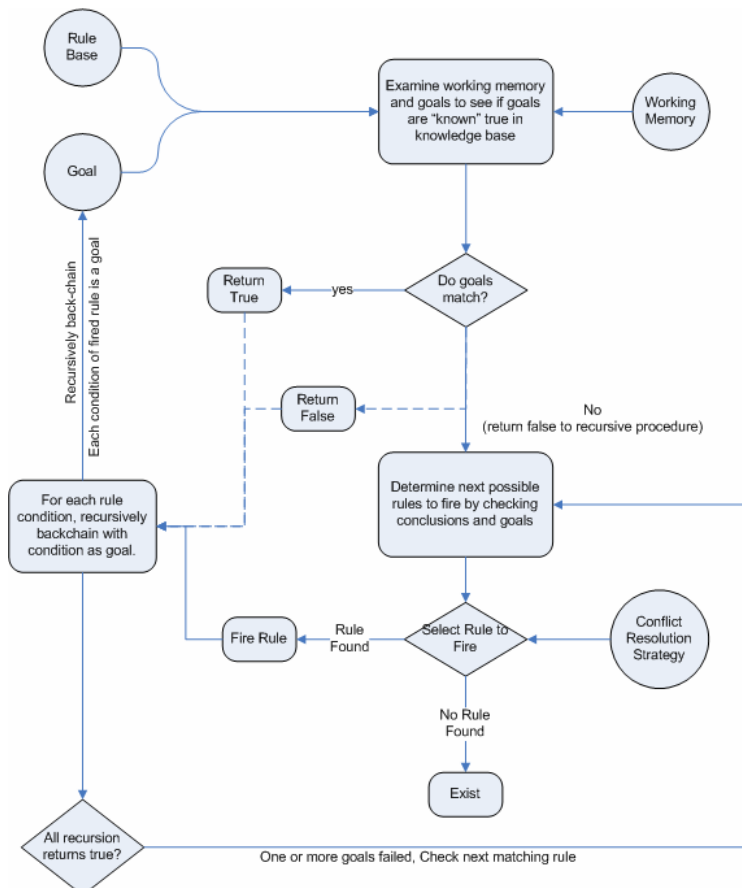 Rule
Base
Examine working memory
and goals to see if goals
are “known” true in
knowledge base
Working
Memory
Goal
Recursively back-chain
Each condition of fired rule is a goal
Return
True
yes
Do goals
match?
Return
False
No
(return false to recursive procedure)
For each rule
condition, recursively
backchain with
condition as goal.
Determine next possible
rules to fire by checking
conclusions and goals
Fire Rule
Rule
Found
Select Rule to
Fire
Conflict
Resolution
Strategy
No Rule
Found
Exist
All recursion
returns true?
One or more goals failed, Check next matching rule